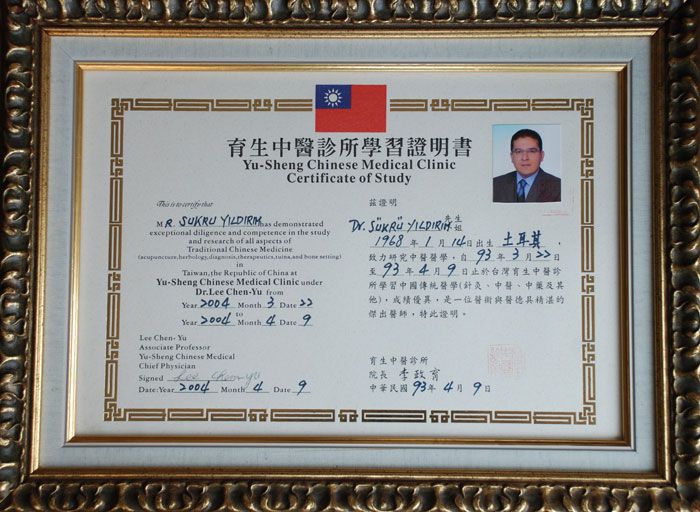 育生中醫診所學習證明書
Yu-Sheng Chinese Medical Clinic
Certificate of Study
This is to certify that
MR. SUKRU YILDIRIM has demonstrated
exceptional diligence and competence in the study
and research of all aspects of
Traditional Chinese Medicine
(acupuncture, herbology, diagnosis, therapeutics, tuina, and bone setting)
in
Taiwan, the Republic of China at
Yu-Sheng Chinese Medical Clinic under
Dr. Lee Chen-Yu from
Year 2004 Month 3 Date 22
to
Year 2004 Month 4 Date 9
Lee Chen- Yu
Associate Professor
Yu-Sheng Chinese Medical
Chief Physician
Signed Lee Chen-yu
Date:Year 2004 Month 4 Date 9
茲證明
Dr. SÜKRÜ YILDIRIM 先生 小姐
1968 年 1 月 14 日出生 土耳其 ,
致力研究中醫醫學,自 93 年 3 月 22 日
至 93 年 4 月 9 日止於台灣育生中醫診
所學習中國傳統醫學(針灸、中醫、中藥及其
他),成績優異,是一位醫術與醫德具精湛的
傑出醫師,特此證明。
育生中醫診所
院長 李政育
中華民國 93 年 4 月 9 日